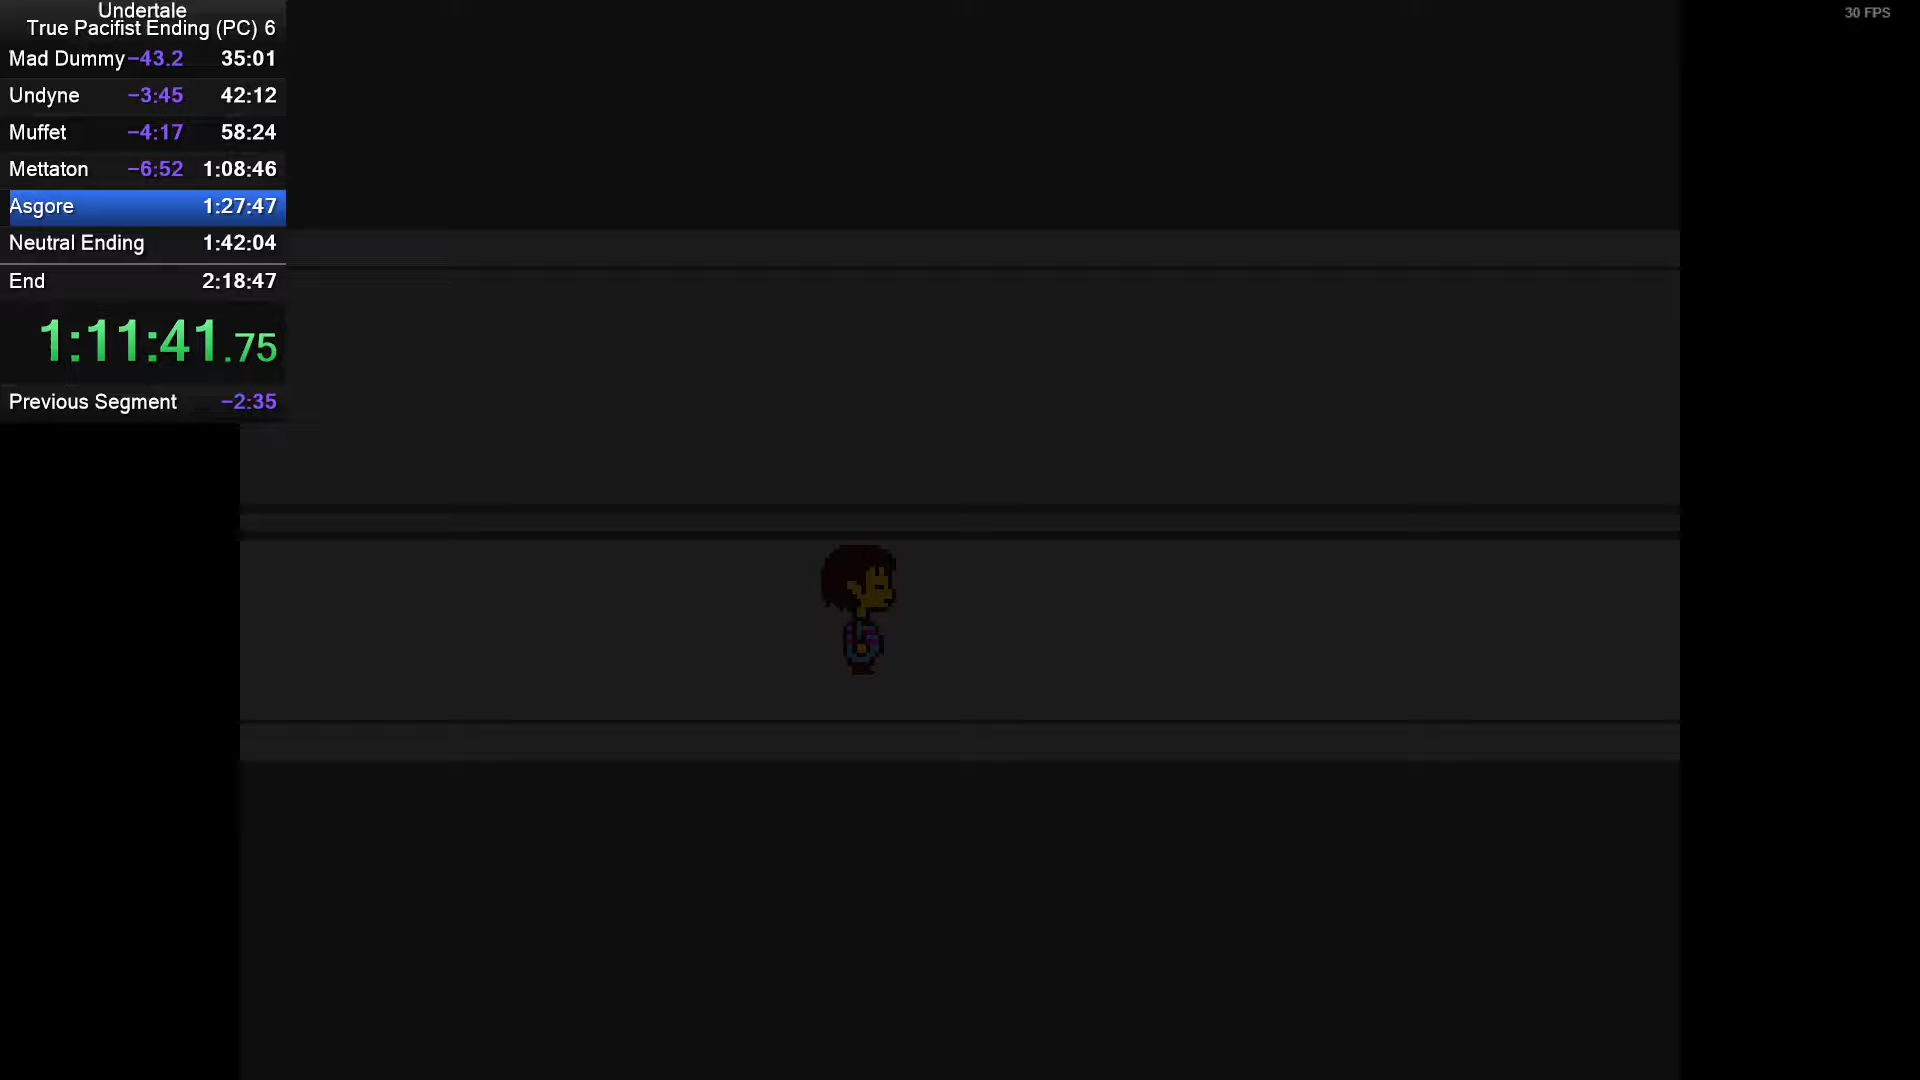 Undertale
True Pacifist Ending (PC) 6
30 FPS
Mad Dummy −43.2 35:01
Undyne −3:45 42:12
Muffet −4:17 58:24
Mettaton −6:52 1:08:46
Asgore 1:27:47
Neutral Ending 1:42:04
End 2:18:47
1:11:41.75
Previous Segment −2:35